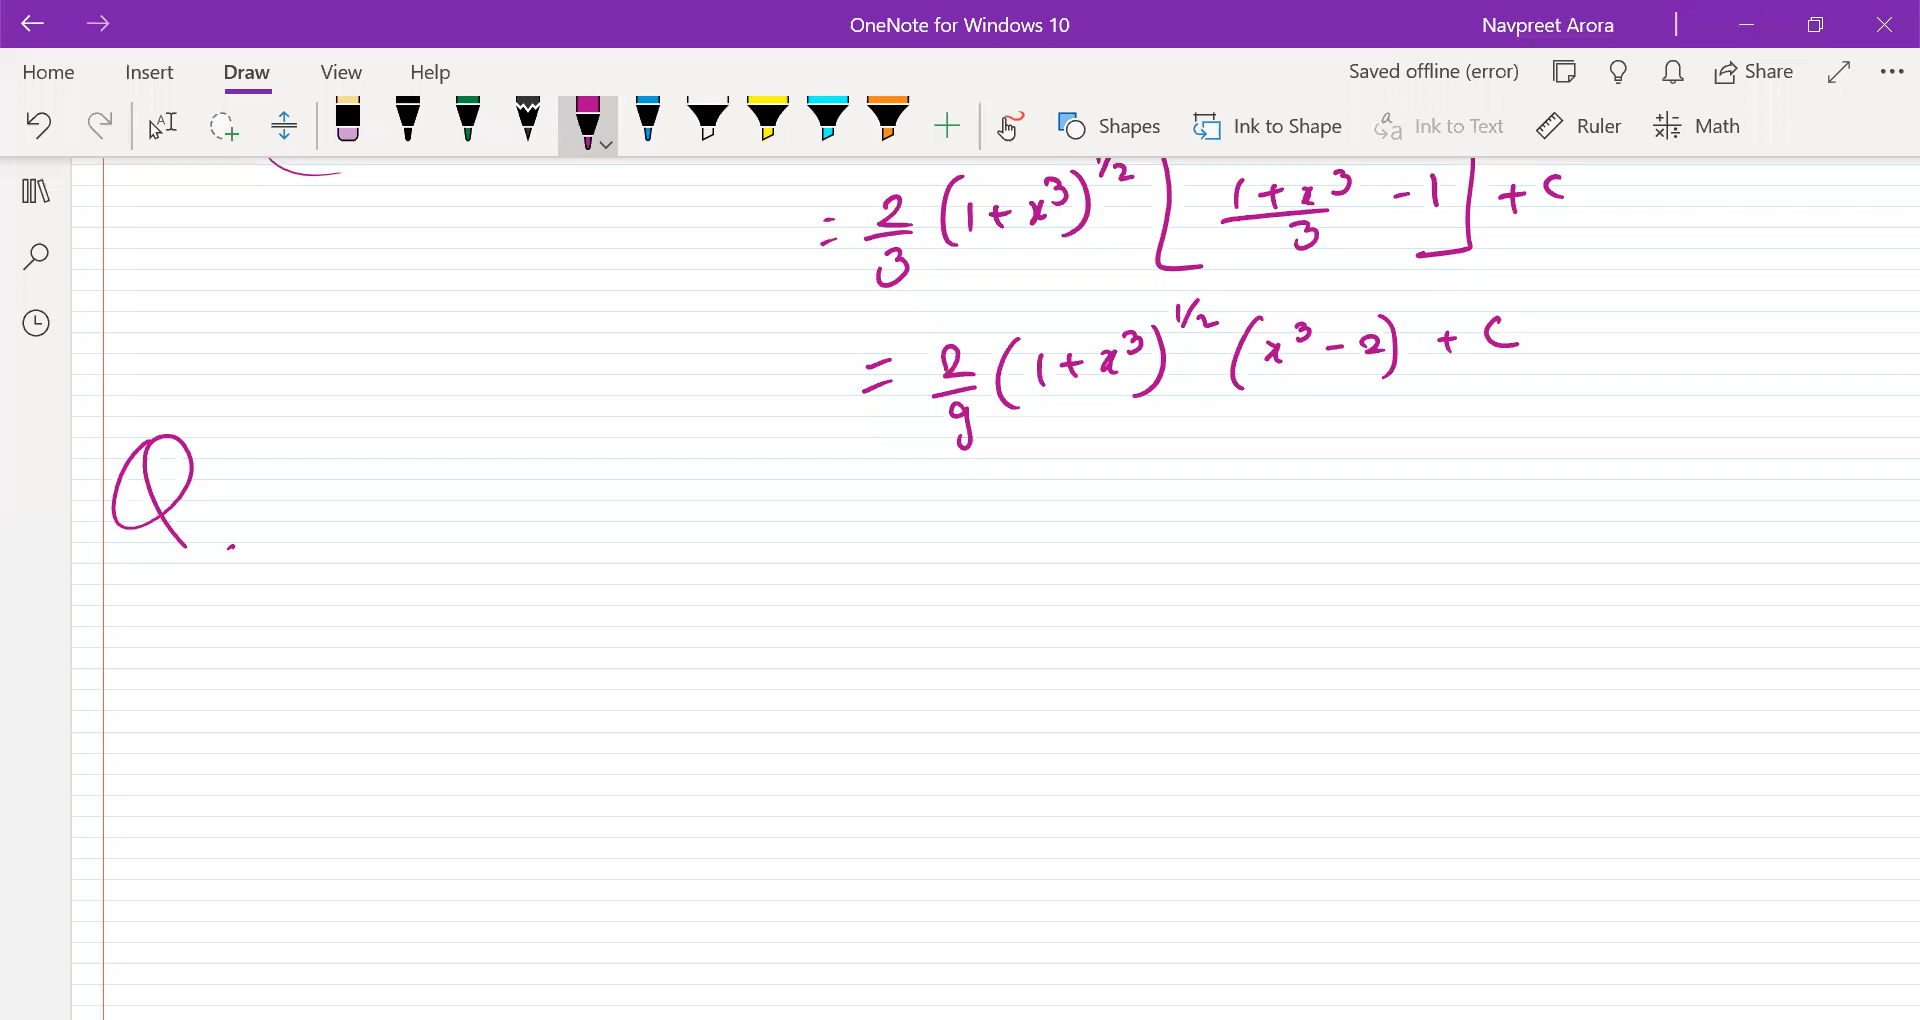 OneNote for Windows 10
Navpreet Arora
Home Insert Draw View Help
Saved offline (error) Share
Shapes Ink to Shape Ink to Text Ruler Math
= 2/3 (1+x³)^1/2 [ (1+x³)/3 - 1 ] + c
= 2/9 (1+x³)^1/2 (x³-2) + C
Q.